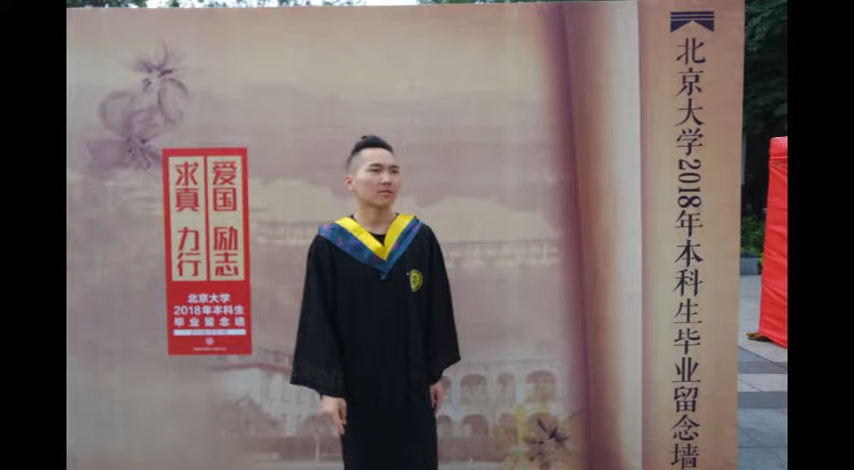 爱国 励志
求真 力行
北京大学
2018年本科生
毕业留念墙
北京大学2018年本科生毕业留念墙